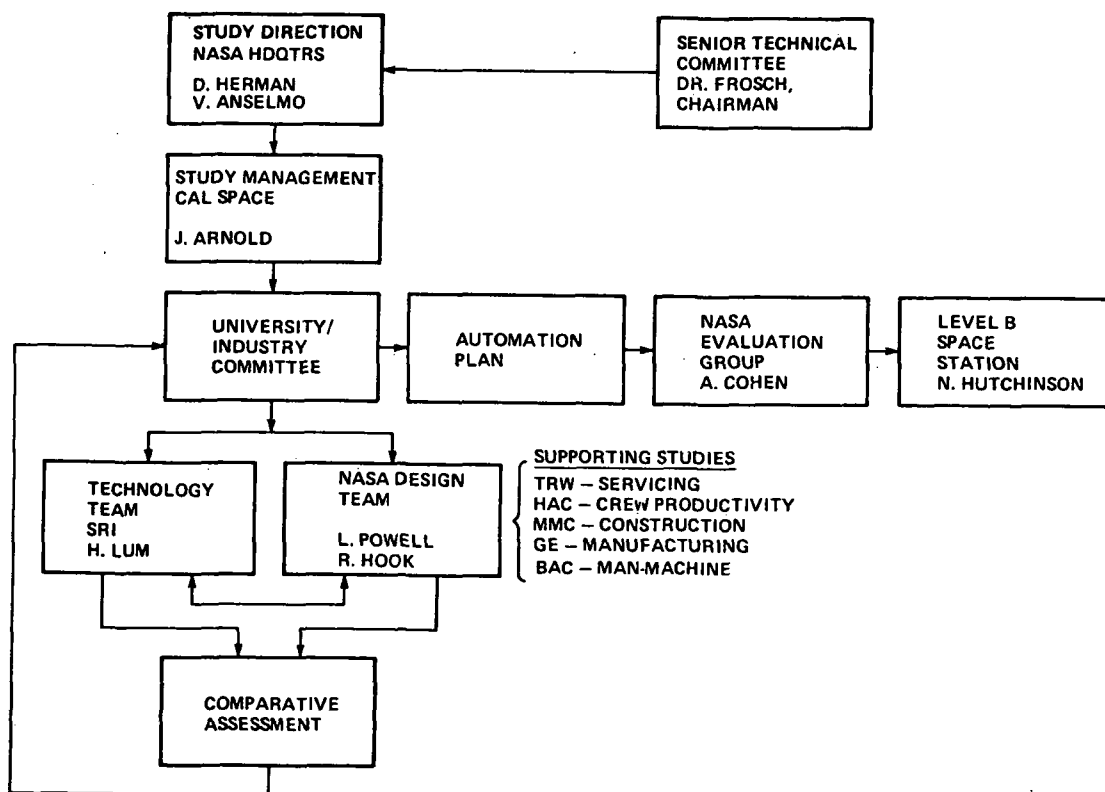 STUDY DIRECTION
NASA HDQTRS
D. HERMAN
V. ANSELMO
SENIOR TECHNICAL
COMMITTEE
DR. FROSCH,
CHAIRMAN
STUDY MANAGEMENT
CAL SPACE
J. ARNOLD
UNIVERSITY/
INDUSTRY
COMMITTEE
AUTOMATION
PLAN
NASA
EVALUATION
GROUP
A. COHEN
LEVEL B
SPACE
STATION
N. HUTCHINSON
TECHNOLOGY
TEAM
SRI
H. LUM
NASA DESIGN
TEAM
L. POWELL
R. HOOK
SUPPORTING STUDIES
TRW – SERVICING
HAC – CREW PRODUCTIVITY
MMC – CONSTRUCTION
GE – MANUFACTURING
BAC – MAN-MACHINE
COMPARATIVE
ASSESSMENT